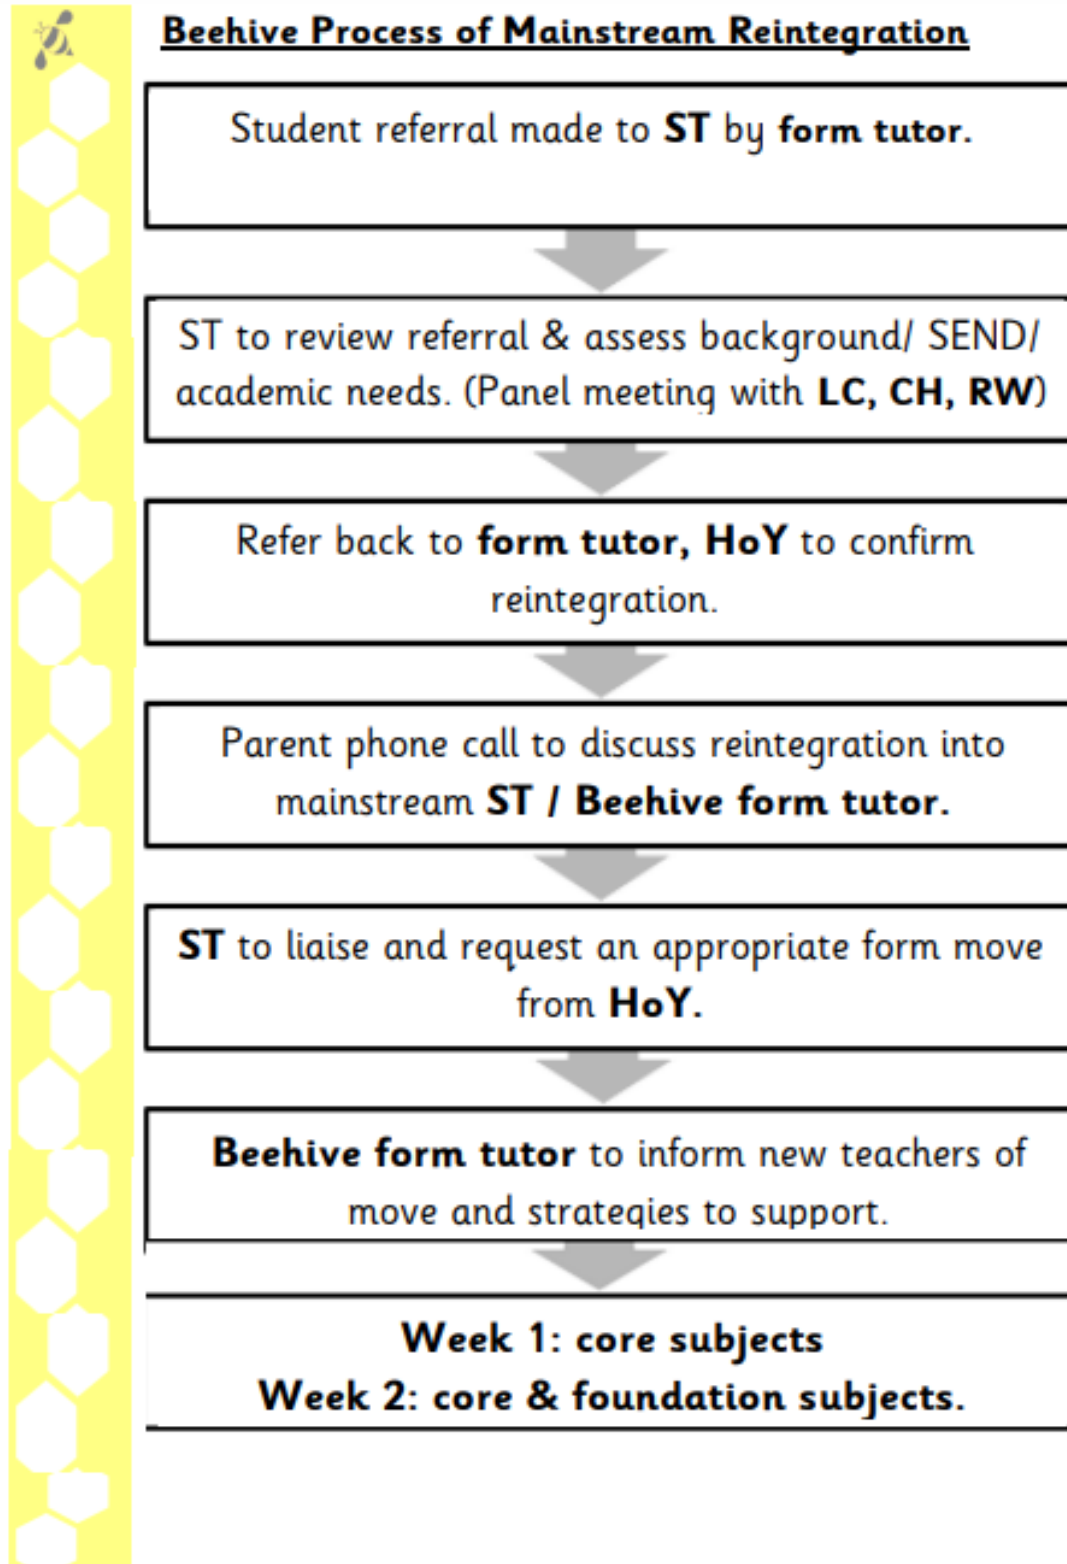 Beehive Process of Mainstream Reintegration
Student referral made to ST by form tutor.
ST to review referral & assess background/ SEND/
academic needs. (Panel meeting with LC, CH, RW)
Refer back to form tutor, HoY to confirm
reintegration.
Parent phone call to discuss reintegration into
mainstream ST / Beehive form tutor.
ST to liaise and request an appropriate form move
from HoY.
Beehive form tutor to inform new teachers of
move and strategies to support.
Week 1: core subjects
Week 2: core & foundation subjects.